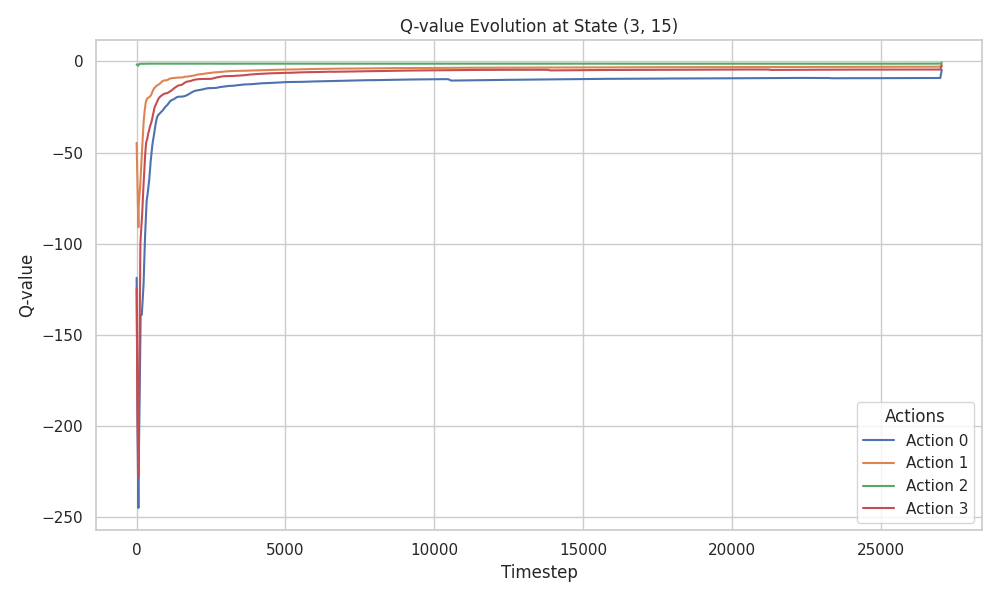 Q-value Evolution at State (3, 15)
0
−50
−100
−150
−200
−250
Q-value
0
5000
10000
15000
20000
25000
Timestep
Actions
Action 0
Action 1
Action 2
Action 3